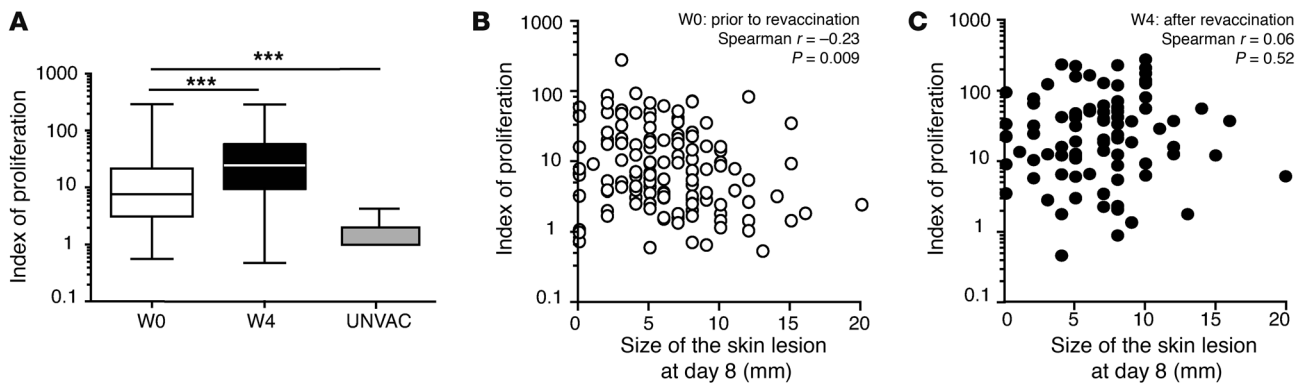 A
***
***
Index of proliferation
1000
100
10
1
0.1
W0
W4
UNVAC
B
W0: prior to revaccination
Spearman r = –0.23
P = 0.009
Index of proliferation
1000
100
10
1
0.1
0
5
10
15
20
Size of the skin lesion
at day 8 (mm)
C
W4: after revaccination
Spearman r = 0.06
P = 0.52
Index of proliferation
1000
100
10
1
0.1
0
5
10
15
20
Size of the skin lesion
at day 8 (mm)